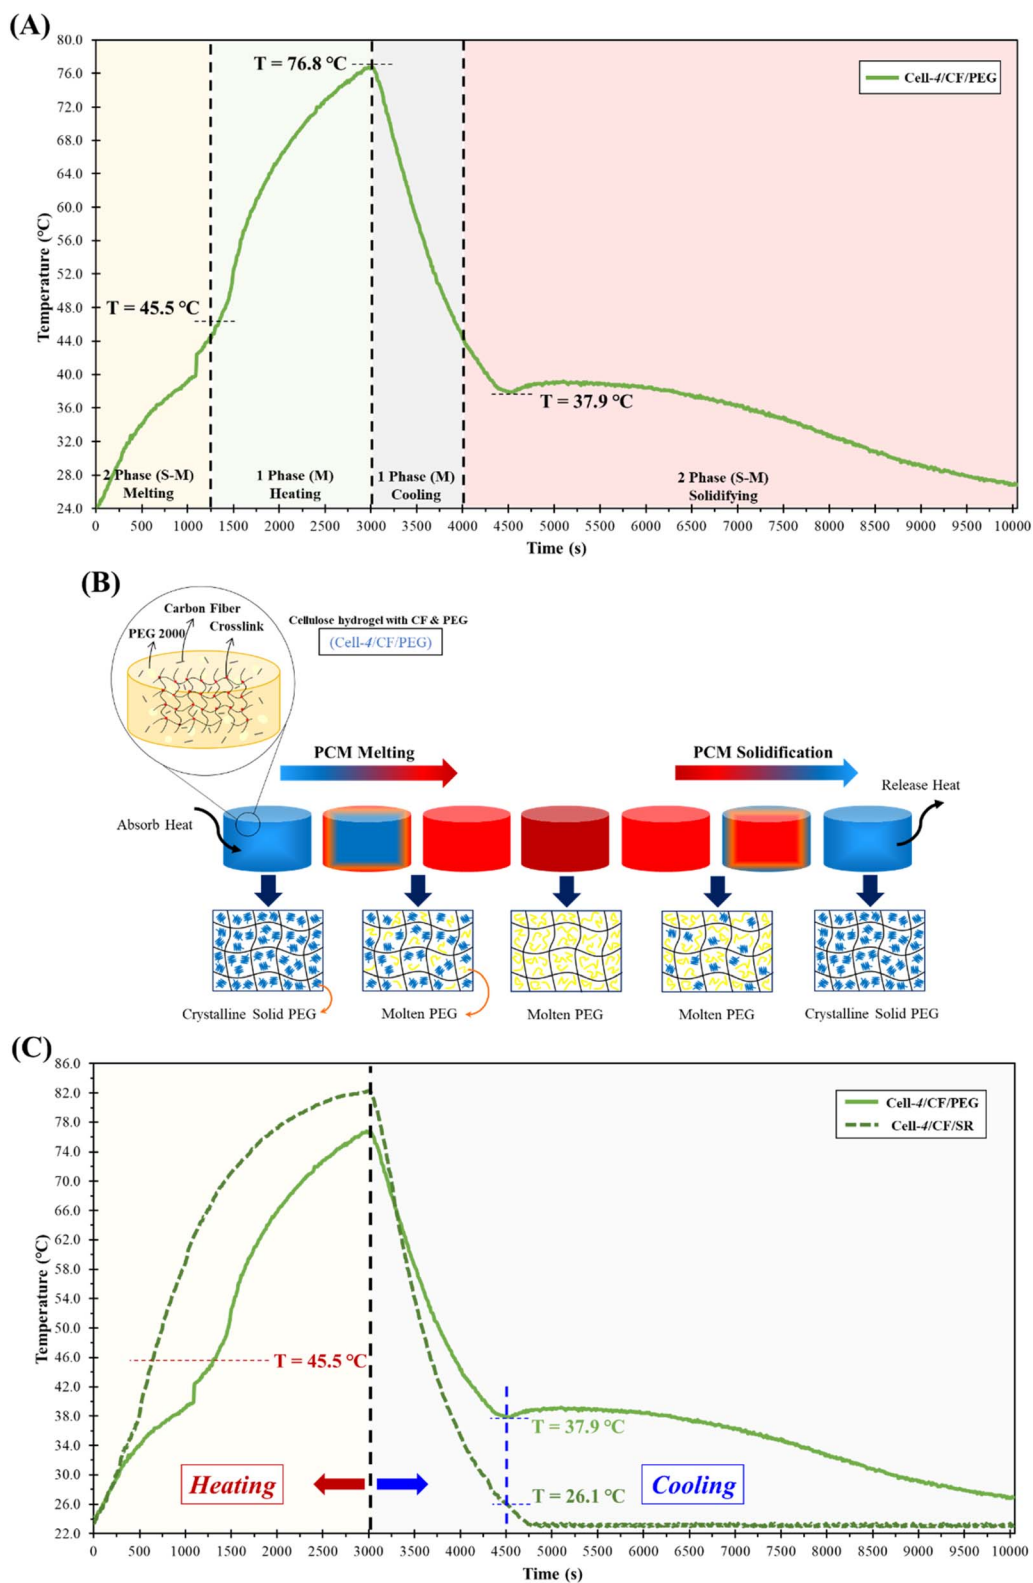 (A)
80.0
76.0
72.0
68.0
64.0
60.0
56.0
52.0
48.0
44.0
40.0
36.0
32.0
28.0
24.0
Temperature (°C)
T = 76.8 °C
Cell-4/CF/PEG
T = 45.5 °C
T = 37.9 °C
2 Phase (S-M)
Melting
1 Phase (M)
Heating
1 Phase (M)
Cooling
2 Phase (S-M)
Solidifying
0 500 1000 1500 2000 2500 3000 3500 4000 4500 5000 5500 6000 6500 7000 7500 8000 8500 9000 9500 10000
Time (s)
(B)
Carbon Fiber
PEG 2000
Crosslink
Cellulose hydrogel with CF & PEG
(Cell-4/CF/PEG)
PCM Melting
PCM Solidification
Absorb Heat
Release Heat
Crystalline Solid PEG
Molten PEG
Molten PEG
Molten PEG
Crystalline Solid PEG
(C)
86.0
82.0
78.0
74.0
70.0
66.0
62.0
58.0
54.0
50.0
46.0
42.0
38.0
34.0
30.0
26.0
22.0
Temperature (°C)
Cell-4/CF/PEG
Cell-4/CF/SR
T = 45.5 °C
T = 37.9 °C
T = 26.1 °C
Heating
Cooling
0 500 1000 1500 2000 2500 3000 3500 4000 4500 5000 5500 6000 6500 7000 7500 8000 8500 9000 9500 10000
Time (s)